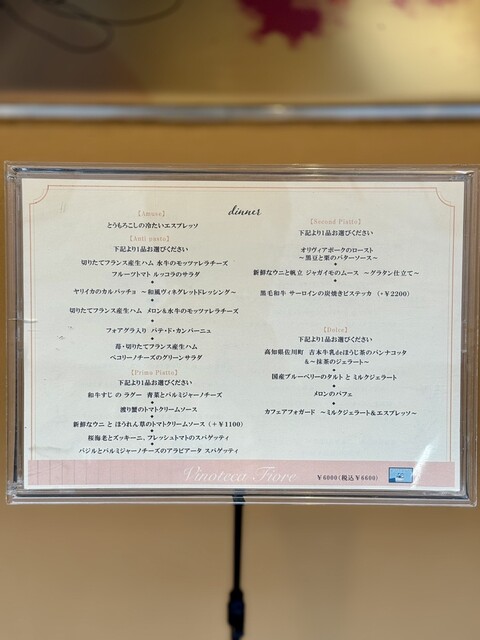 dinner
【Amuse】
とうもろこしの冷たいエスプレッソ
【Anti pasto】
下記より1品お選びください
切りたてフランス産生ハム 水牛のモッツァレラチーズ
フルーツトマト ルッコラのサラダ
ヤリイカのカルパッチョ 〜和風ヴィネグレットドレッシング〜
切りたてフランス産生ハム メロン&水牛のモッツァレラチーズ
フォアグラ入り パテ・ド・カンパーニュ
苺・切りたてフランス産生ハム
ペコリーノチーズのグリーンサラダ
【Primo Piatto】
下記より1品お選びください
和牛すじ の ラグー 青菜とパルミジャーノチーズ
渡り蟹のトマトクリームソース
新鮮なウニ と ほうれん草のトマトクリームソース (+¥1100)
桜海老とズッキーニ、フレッシュトマトのスパゲッティ
バジルとパルミジャーノチーズのアラビアータ スパゲッティ
【Second Piatto】
下記より1品お選びください
オリヴィアポークのロースト
〜黒豆と栗のバターソース〜
新鮮なウニと帆立 ジャガイモのムース 〜グラタン仕立て〜
黒毛和牛 サーロインの炭焼きビステッカ (+¥2200)
【Dolce】
下記より1品お選びください
高知県佐川町 吉本牛乳deほうじ茶のパンナコッタ
&〜抹茶のジェラート〜
国産ブルーベリーのタルト と ミルクジェラート
メロンのパフェ
カフェアフォガード 〜ミルクジェラート&エスプレッソ〜
Vinoteca Fiore
¥6000(税込¥6600)